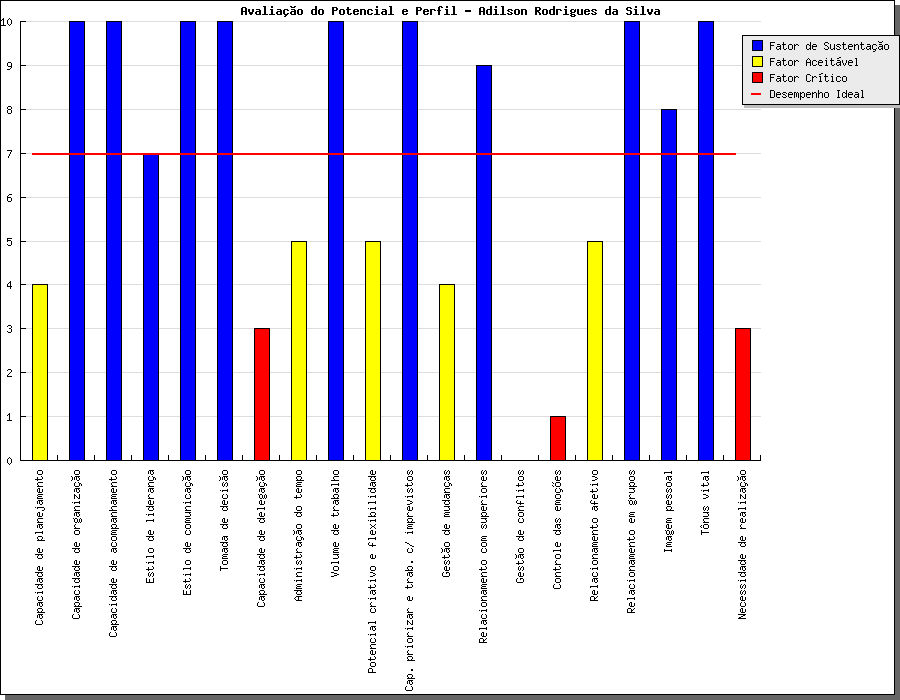 Avaliação do Potencial e Perfil - Adilson Rodrigues da Silva
Fator de Sustentação
Fator Aceitável
Fator Crítico
Desempenho Ideal
10
9
8
7
6
5
4
3
2
1
0
Capacidade de planejamento
Capacidade de organização
Capacidade de acompanhamento
Estilo de liderança
Estilo de comunicação
Tomada de decisão
Capacidade de delegação
Administração do tempo
Volume de trabalho
Potencial criativo e flexibilidade
Cap. priorizar e trab. c/ imprevistos
Gestão de mudanças
Relacionamento com superiores
Gestão de conflitos
Controle das emoções
Relacionamento afetivo
Relacionamento em grupos
Imagem pessoal
Tônus vital
Necessidade de realização